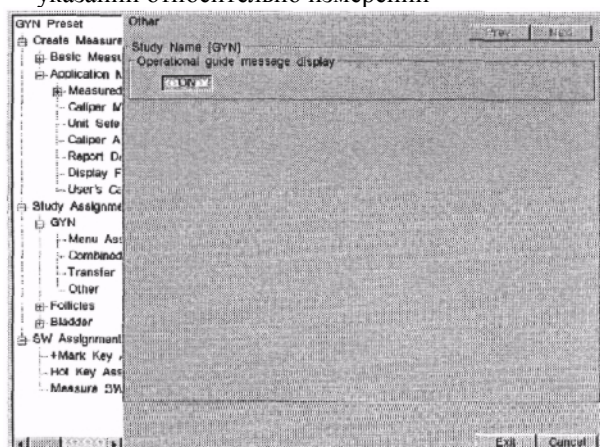 указаний относительно измерений
GYN Preset
Create Measure
Basic Measu
Application M
Measured
Caliper M
Unit Sele
Caliper A
Report De
Display F
User's Ca
Study Assignme
GYN
Menu Ass
Combined
Transfer
Other
Follicles
Bladder
SW Assignment
+Mark Key
Hot Key Ass
Measure SW
Other
Prev
Next
Study Name [GYN]
Operational guide message display
ON
Exit
Cancel